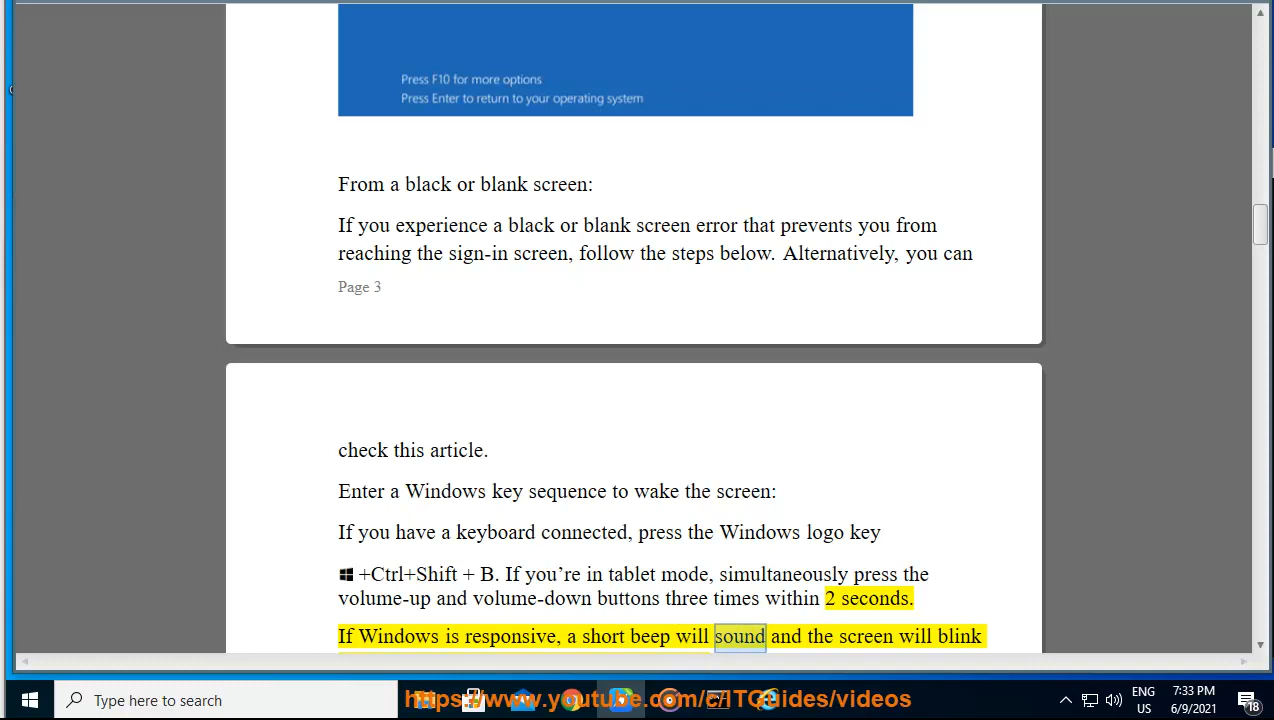 Press F10 for more options
Press Enter to return to your operating system
From a black or blank screen:
If you experience a black or blank screen error that prevents you from
reaching the sign-in screen, follow the steps below. Alternatively, you can
Page 3
check this article.
Enter a Windows key sequence to wake the screen:
If you have a keyboard connected, press the Windows logo key
+Ctrl+Shift + B. If you’re in tablet mode, simultaneously press the
volume-up and volume-down buttons three times within 2 seconds.
If Windows is responsive, a short beep will sound and the screen will blink
Type here to search
https://www.youtube.com/c/ITGuides/videos
ENG
US
7:33 PM
6/9/2021
18